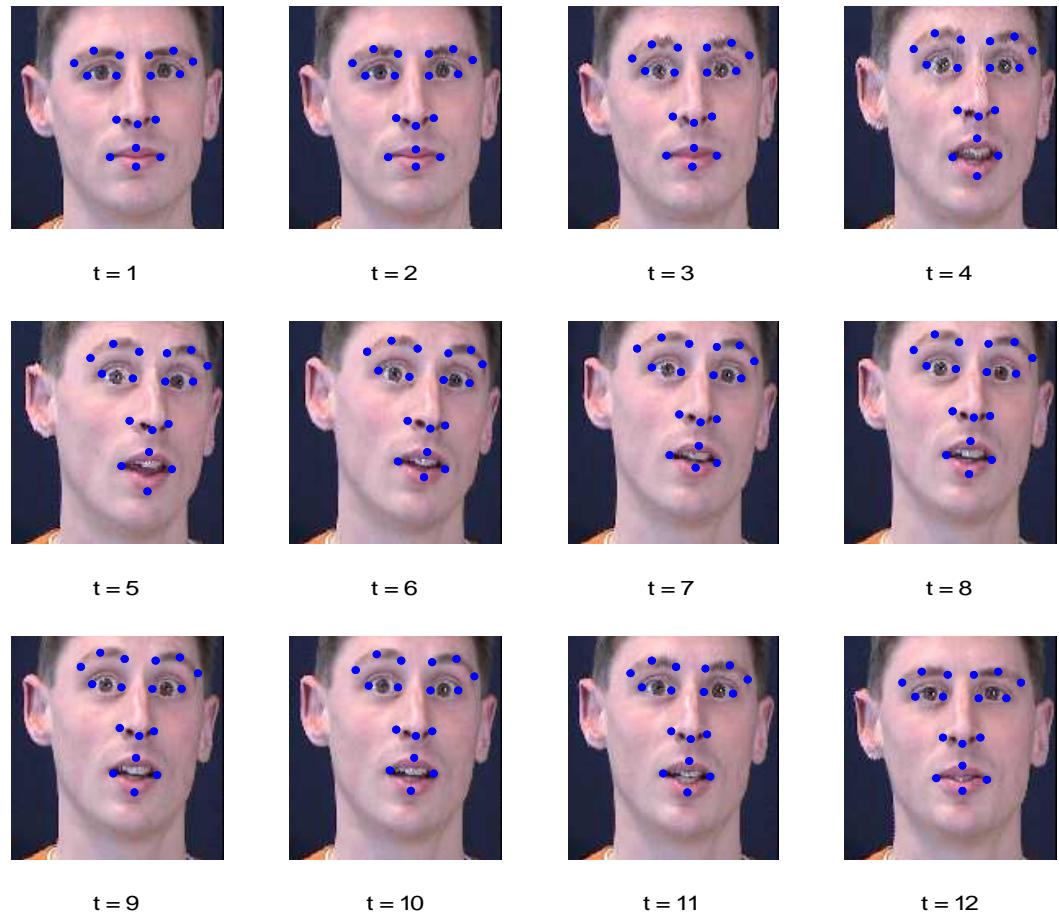 t = 1
t = 2
t = 3
t = 4
t = 5
t = 6
t = 7
t = 8
t = 9
t = 10
t = 11
t = 12